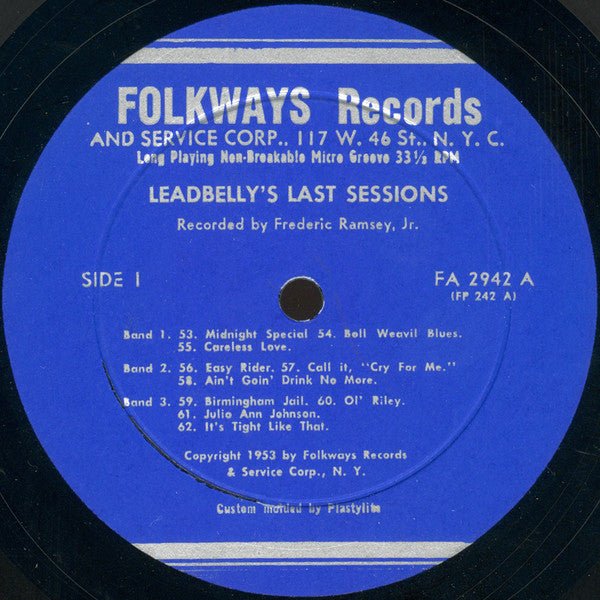 FOLKWAYS Records
AND SERVICE CORP., 117 W. 46 St., N. Y. C.
Long Playing Non-Breakable Micro Groove 33⅓ RPM
LEADBELLY'S LAST SESSIONS
Recorded by Frederic Ramsey, Jr.
SIDE I FA 2942 A
(FP 242 A)
Band 1. 53. Midnight Special 54. Boll Weavil Blues.
55. Careless Love.
Band 2. 56. Easy Rider. 57. Call it, "Cry For Me."
58. Ain't Goin' Drink No More.
Band 3. 59. Birmingham Jail. 60. Ol' Riley.
61. Julie Ann Johnson.
62. It's Tight Like That.
Copyright 1953 by Folkways Records
& Service Corp., N. Y.
Custom molded by Plastylite